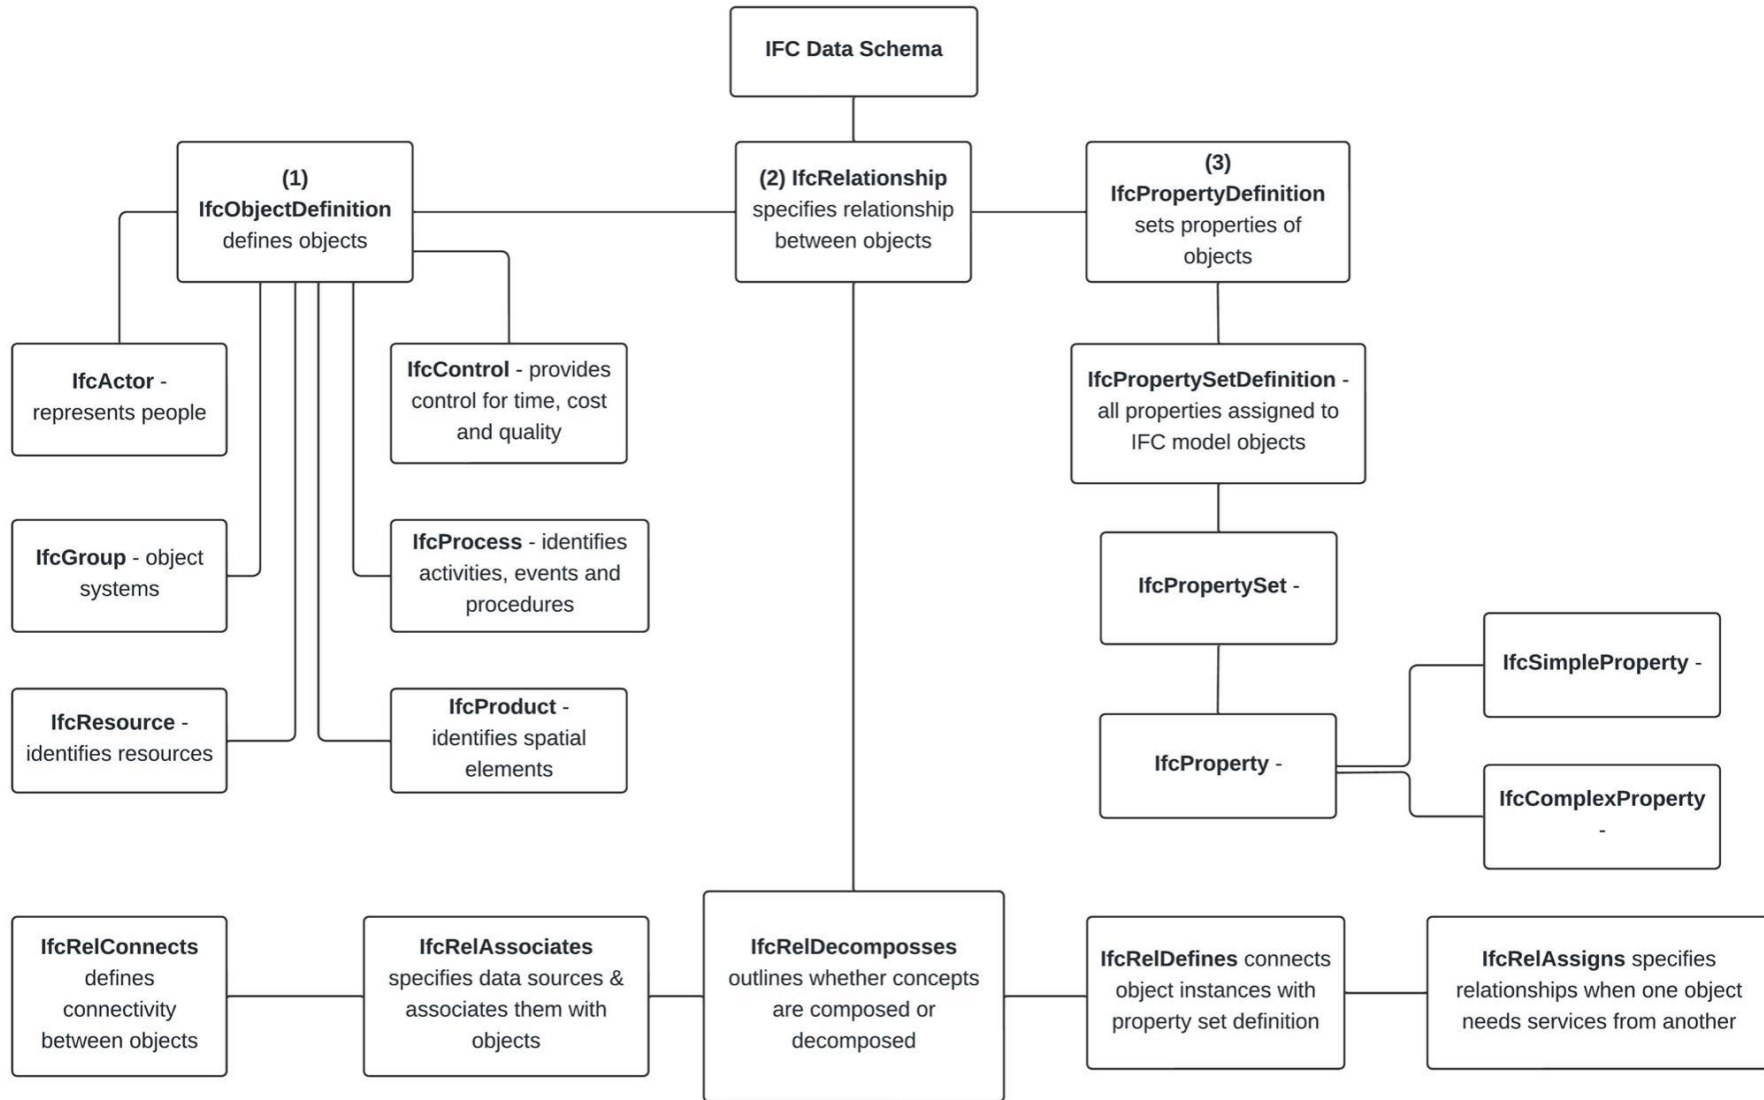 IFC Data Schema
(1)
IfcObjectDefinition
defines objects
(2) IfcRelationship
specifies relationship
between objects
(3)
IfcPropertyDefinition
sets properties of
objects
IfcActor -
represents people
IfcControl - provides
control for time, cost
and quality
IfcPropertySetDefinition -
all properties assigned to
IFC model objects
IfcGroup - object
systems
IfcProcess - identifies
activities, events and
procedures
IfcPropertySet -
IfcSimpleProperty -
IfcResource -
identifies resources
IfcProduct -
identifies spatial
elements
IfcProperty -
IfcComplexProperty
-
IfcRelConnects
defines
connectivity
between objects
IfcRelAssociates
specifies data sources &
associates them with
objects
IfcRelDecomposses
outlines whether concepts
are composed or
decomposed
IfcRelDefines connects
object instances with
property set definition
IfcRelAssigns specifies
relationships when one object
needs services from another